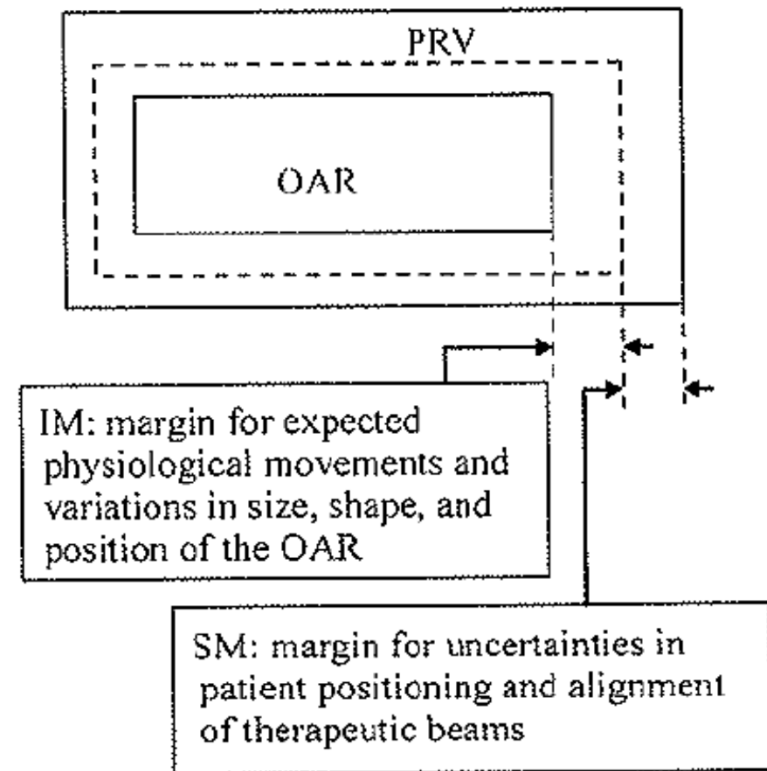 PRV
OAR
IM: margin for expected
physiological movements and
variations in size, shape, and
position of the OAR
SM: margin for uncertainties in
patient positioning and alignment
of therapeutic beams